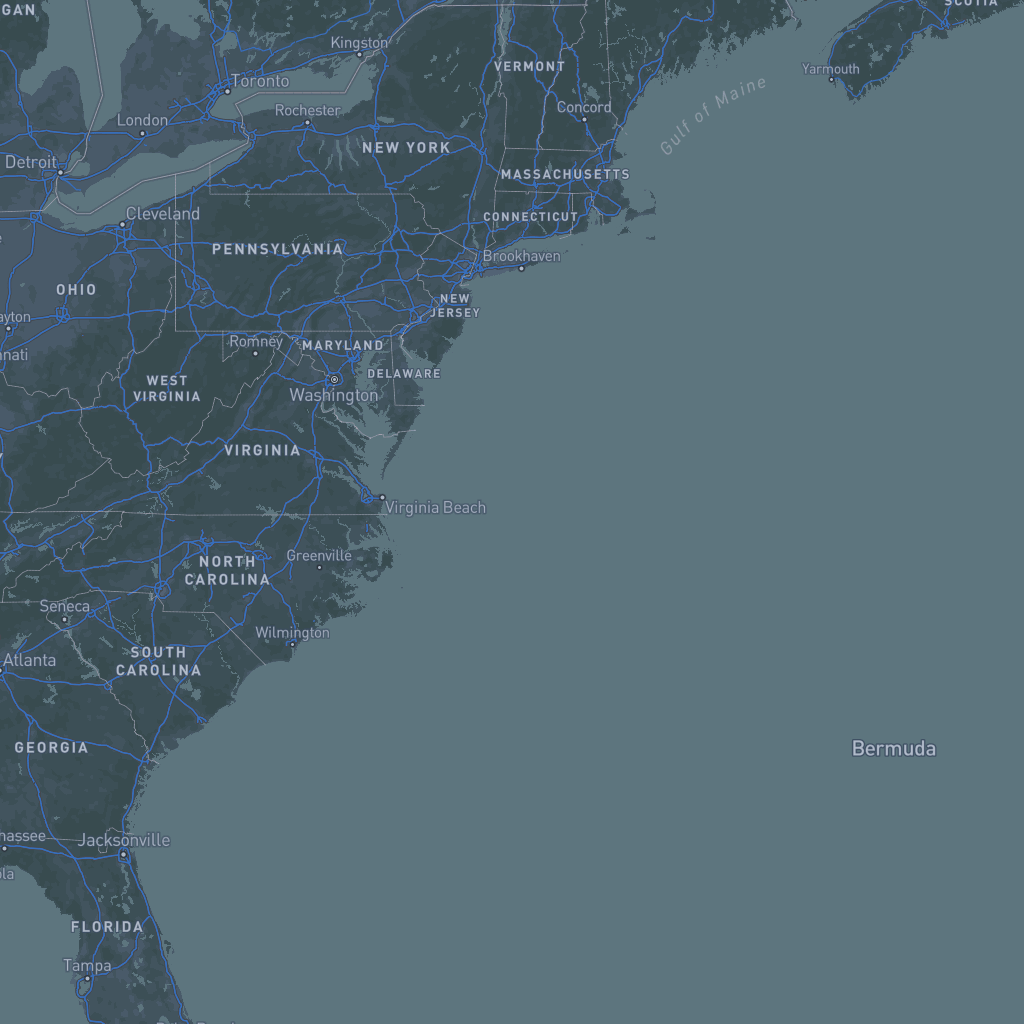 GAN
SCOTIA
Kingston
VERMONT
Yarmouth
Toronto
Gulf of Maine
Rochester
Concord
London
NEW YORK
Detroit
MASSACHUSETTS
Cleveland
CONNECTICUT
PENNSYLVANIA
Brookhaven
OHIO
NEW
JERSEY
ayton
Romney
MARYLAND
nnati
DELAWARE
WEST
VIRGINIA
Washington
VIRGINIA
Virginia Beach
Greenville
NORTH
CAROLINA
Seneca
Wilmington
SOUTH
CAROLINA
Atlanta
GEORGIA
Bermuda
hassee
Jacksonville
ola
FLORIDA
Tampa